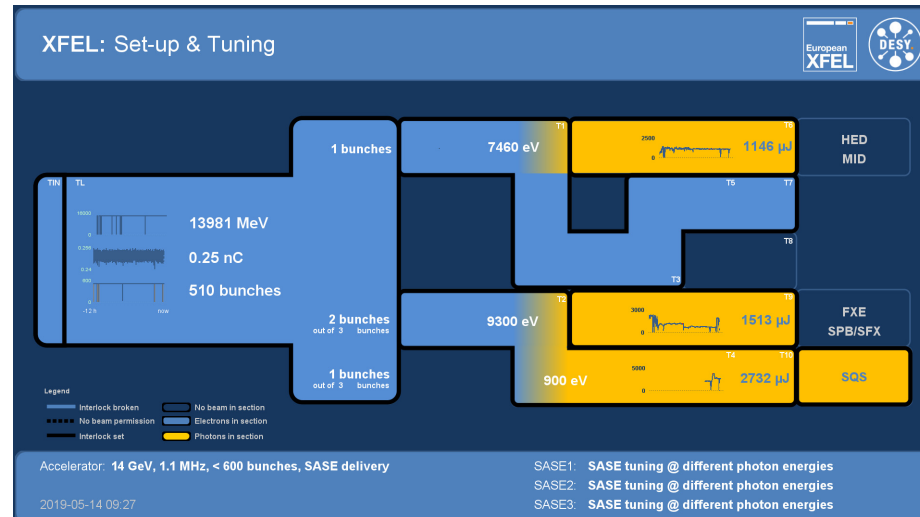 XFEL: Set-up & Tuning
European
XFEL
DESY.
T1
T6
1 bunches
7460 eV
2500
0
1146 µJ
HED
MID
TIN
TL
T5
T7
16000
0
13981 MeV
0.256
0.24
0.25 nC
T8
600
0
510 bunches
-12 h
now
T3
2 bunches
out of 3 bunches
T2
9300 eV
T9
3000
0
1513 µJ
FXE
SPB/SFX
1 bunches
out of 3 bunches
900 eV
T4
T10
5000
0
2732 µJ
SQS
Legend
Interlock broken
No beam in section
No beam permission
Electrons in section
Interlock set
Photons in section
Accelerator: 14 GeV, 1.1 MHz, < 600 bunches, SASE delivery
SASE1: SASE tuning @ different photon energies
SASE2: SASE tuning @ different photon energies
2019-05-14 09:27
SASE3: SASE tuning @ different photon energies